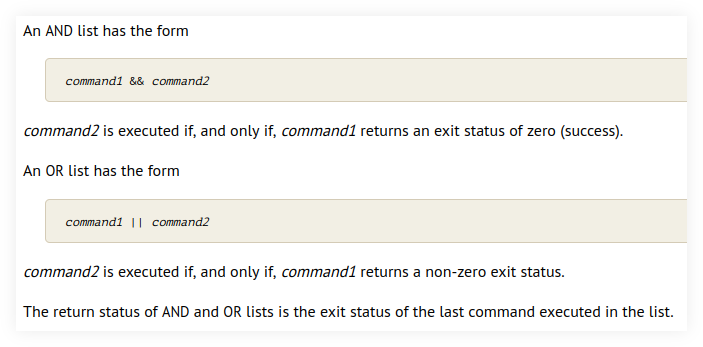 An AND list has the form
command1 && command2
command2 is executed if, and only if, command1 returns an exit status of zero (success).
An OR list has the form
command1 || command2
command2 is executed if, and only if, command1 returns a non-zero exit status.
The return status of AND and OR lists is the exit status of the last command executed in the list.